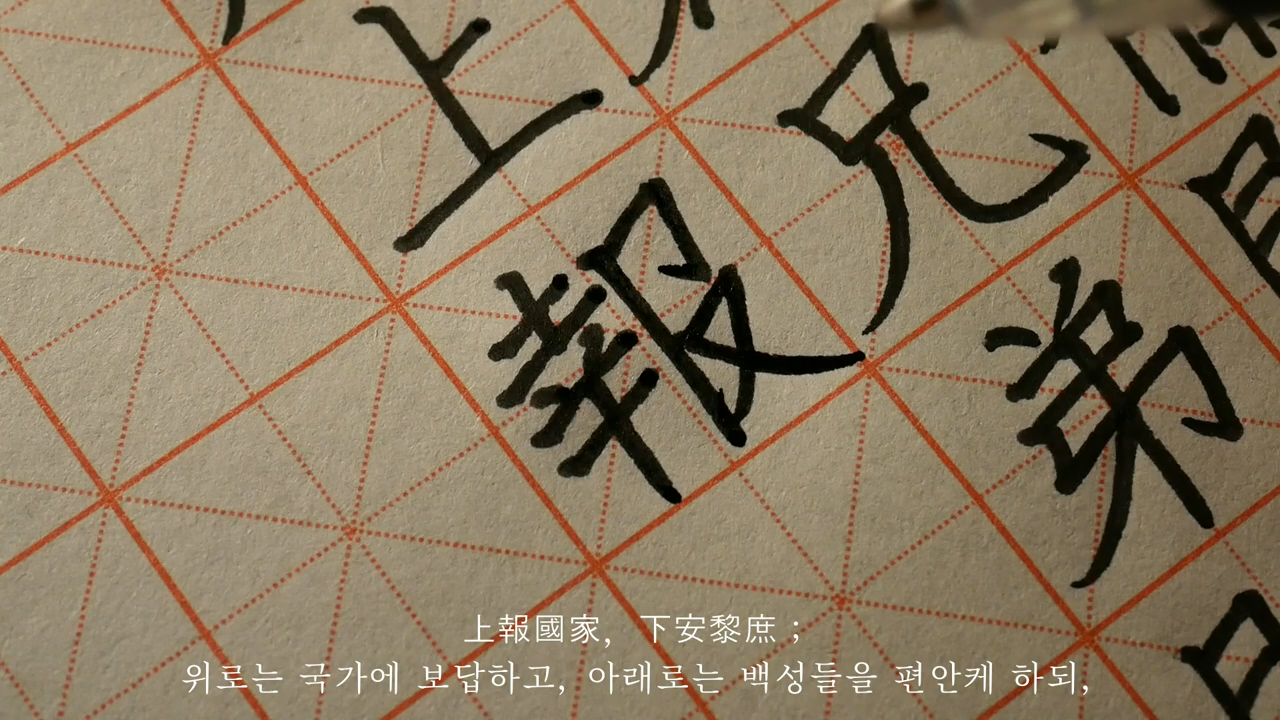 兄弟
上報
上報國家，下安黎庶；
위로는 국가에 보답하고, 아래로는 백성들을 편안케 하되,